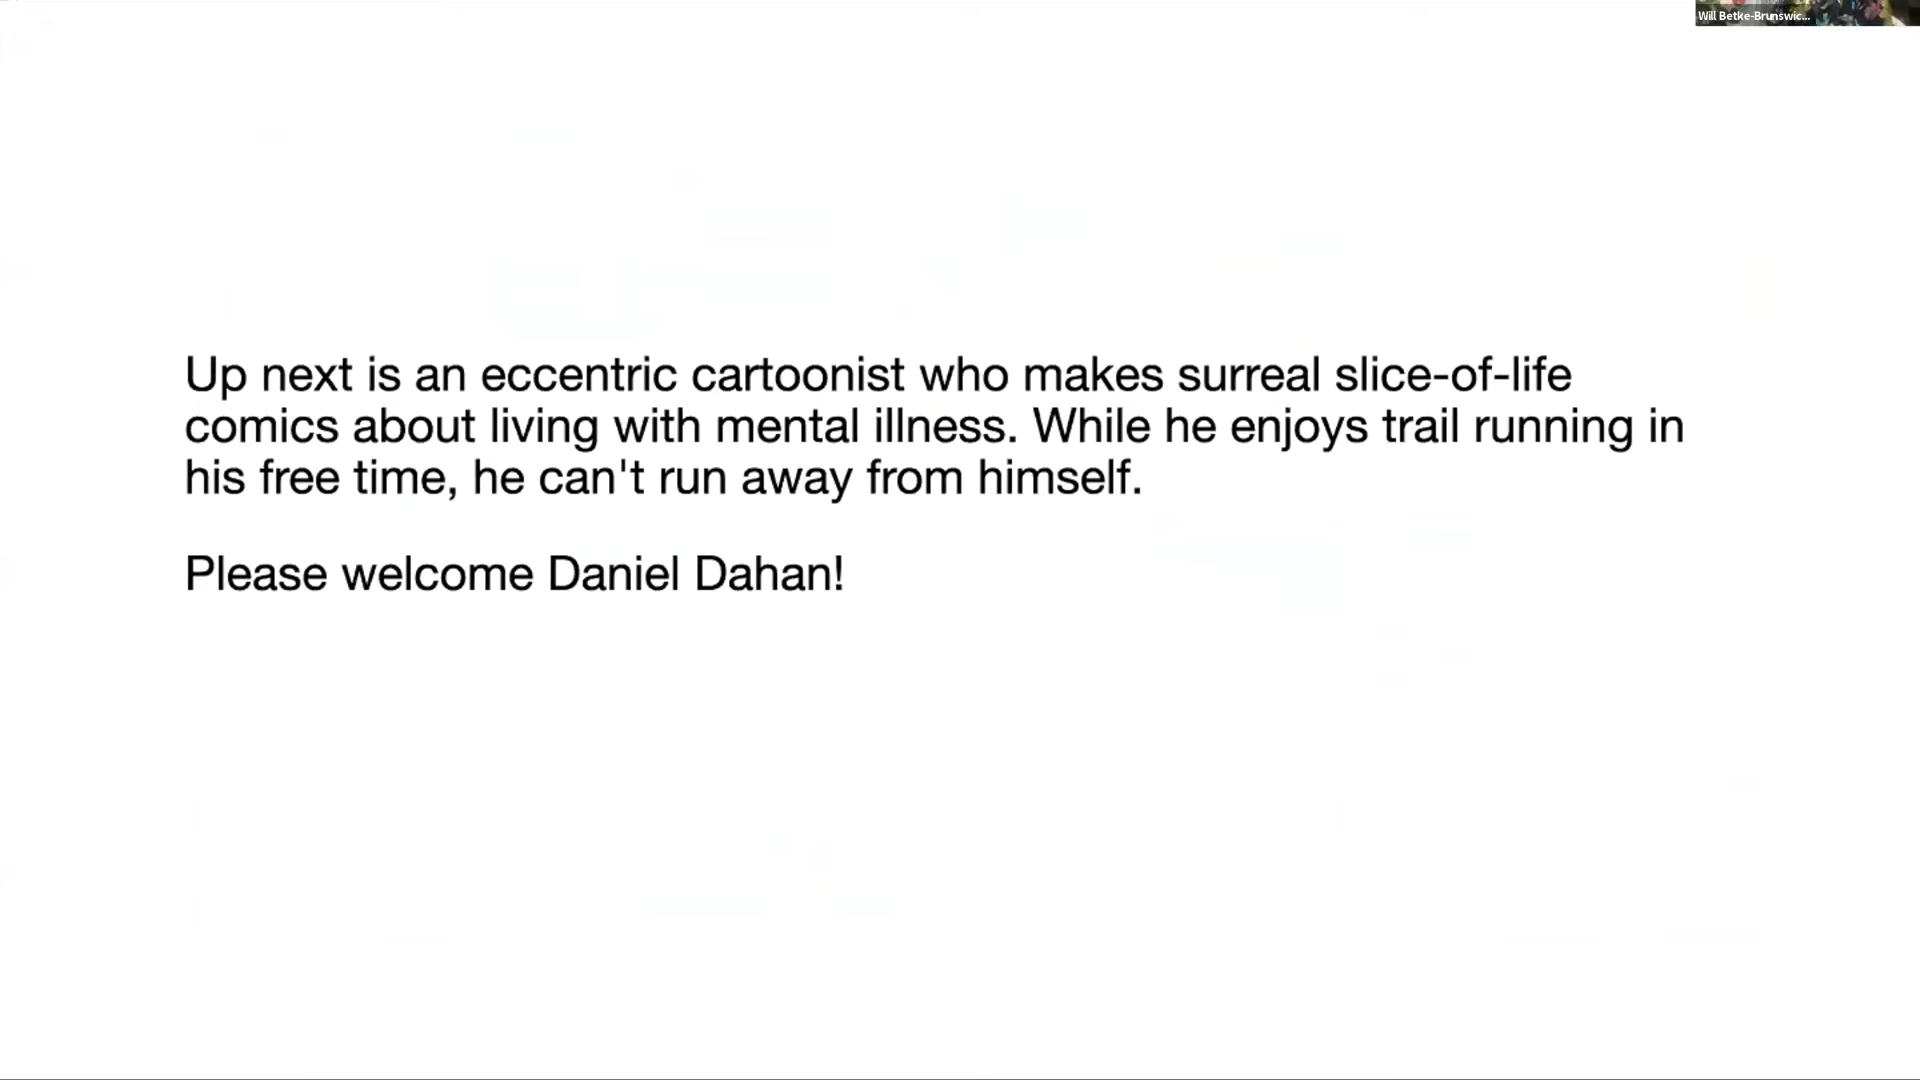 Will Betke-Brunswic...
Up next is an eccentric cartoonist who makes surreal slice-of-life
comics about living with mental illness. While he enjoys trail running in
his free time, he can't run away from himself.
Please welcome Daniel Dahan!